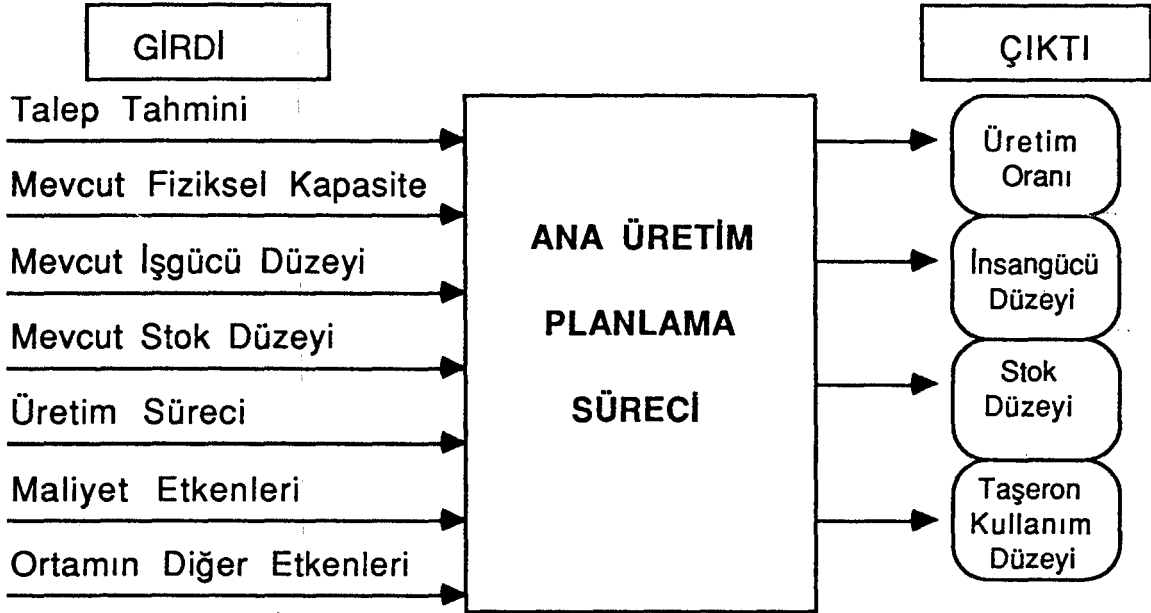 GİRDİ
Talep Tahmini
Mevcut Fiziksel Kapasite
Mevcut İşgücü Düzeyi
Mevcut Stok Düzeyi
Üretim Süreci
Maliyet Etkenleri
Ortamın Diğer Etkenleri
ANA ÜRETİM
PLANLAMA
SÜRECİ
ÇIKTI
Üretim
Oranı
İnsangücü
Düzeyi
Stok
Düzeyi
Taşeron
Kullanım
Düzeyi